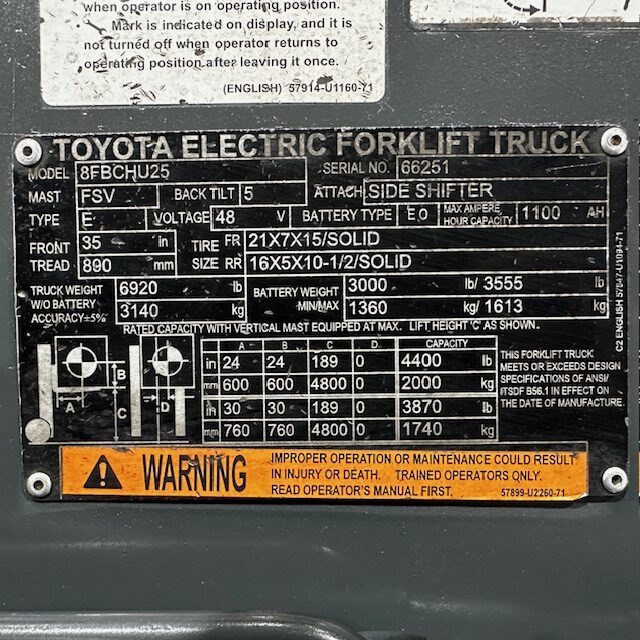 when operator is on operating position.
• Mark is indicated on display, and it is
not turned off when operator returns to
operating position after leaving it once.
(ENGLISH) 57914-U1160-71
TOYOTA ELECTRIC FORKLIFT TRUCK
MODEL 8FBCHU25 SERIAL NO. 66251
MAST FSV BACK TILT 5 ATTACH SIDE SHIFTER
TYPE E VOLTAGE 48 V BATTERY TYPE E,O MAX AMPERE HOUR CAPACITY 1100 AH
FRONT 35 in TIRE FR 21X7X15/SOLID
TREAD 890 mm SIZE RR 16X5X10-1/2/SOLID
TRUCK WEIGHT 6920 lb BATTERY WEIGHT 3000 lb/ 3555 lb
W/O BATTERY
ACCURACY±5% 3140 kg MIN/MAX 1360 kg/ 1613 kg
C2 ENGLISH 57847-U1094-71
RATED CAPACITY WITH VERTICAL MAST EQUIPPED AT MAX. LIFT HEIGHT 'C' AS SHOWN.
A B C D CAPACITY
in 24 24 189 0 4400 lb
mm 600 600 4800 0 2000 kg
in 30 30 189 0 3870 lb
mm 760 760 4800 0 1740 kg
A B C D
THIS FORKLIFT TRUCK
MEETS OR EXCEEDS DESIGN
SPECIFICATIONS OF ANSI/
ITSDF B56.1 IN EFFECT ON
THE DATE OF MANUFACTURE.
WARNING
IMPROPER OPERATION OR MAINTENANCE COULD RESULT
IN INJURY OR DEATH. TRAINED OPERATORS ONLY.
READ OPERATOR'S MANUAL FIRST. 57899-U2260-71